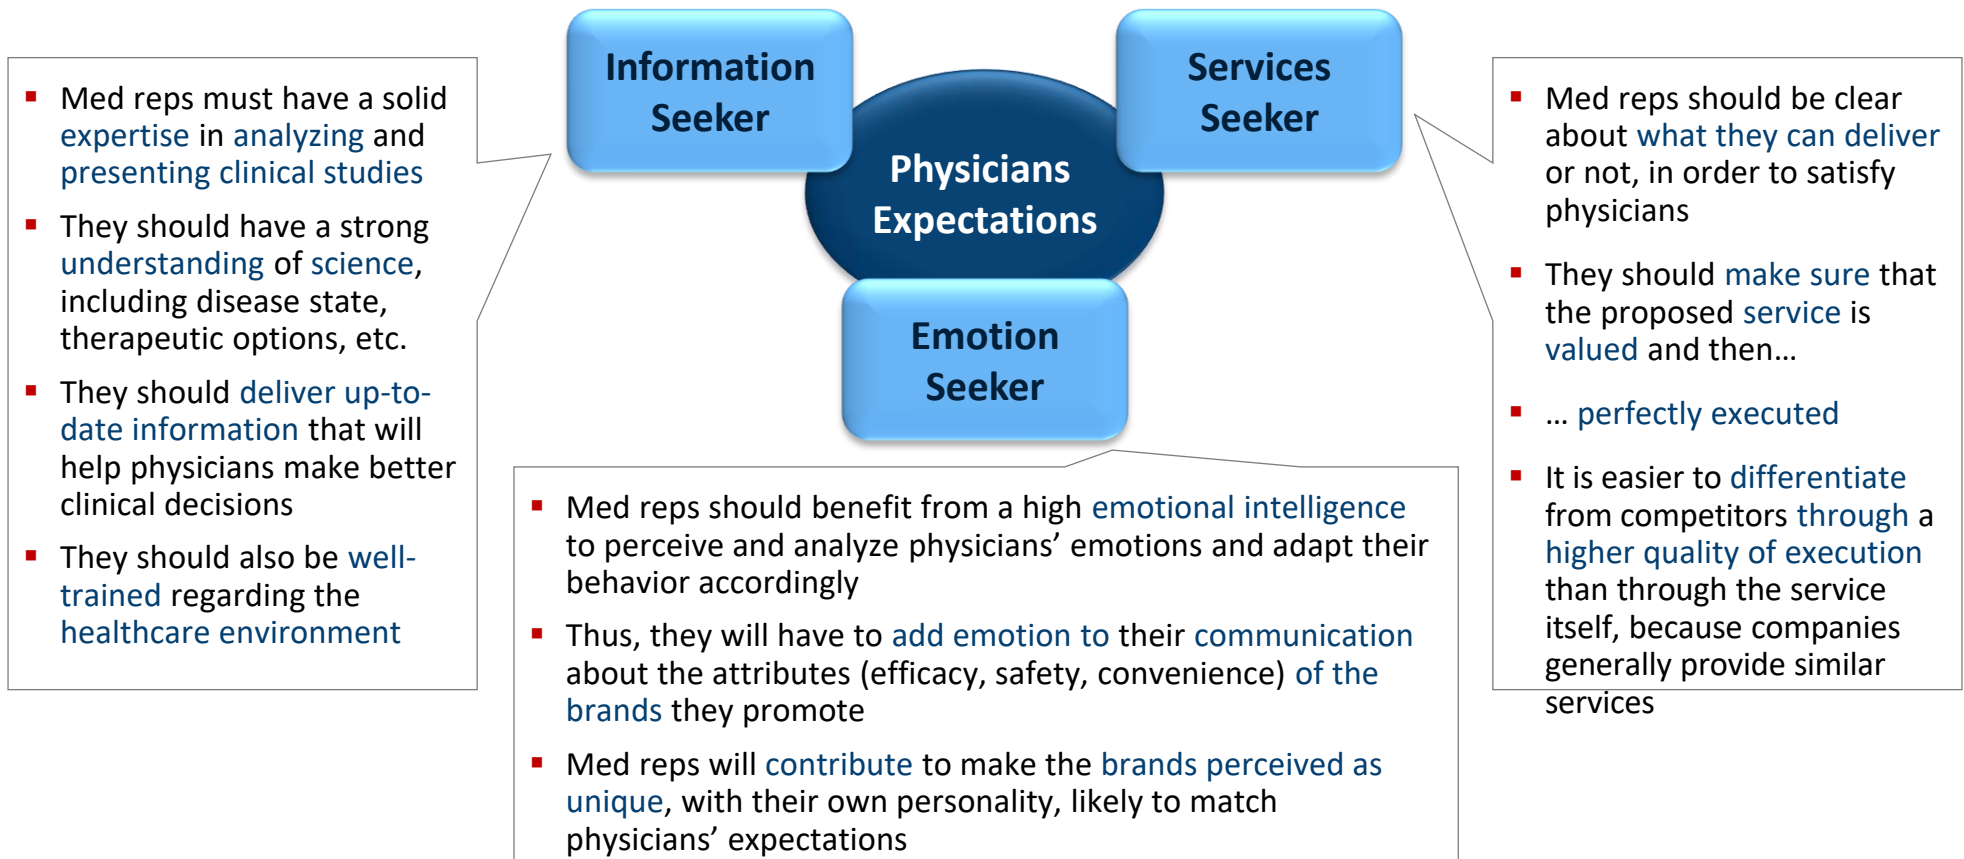 Information
Seeker
Services
Seeker
Physicians
Expectations
Emotion
Seeker
▪ Med reps must have a solid
expertise in analyzing and
presenting clinical studies
▪ They should have a strong
understanding of science,
including disease state,
therapeutic options, etc.
▪ They should deliver up-to-
date information that will
help physicians make better
clinical decisions
▪ They should also be well-
trained regarding the
healthcare environment
▪ Med reps should benefit from a high emotional intelligence
to perceive and analyze physicians’ emotions and adapt their
behavior accordingly
▪ Thus, they will have to add emotion to their communication
about the attributes (efficacy, safety, convenience) of the
brands they promote
▪ Med reps will contribute to make the brands perceived as
unique, with their own personality, likely to match
physicians’ expectations
▪ Med reps should be clear
about what they can deliver
or not, in order to satisfy
physicians
▪ They should make sure that
the proposed service is
valued and then…
▪ … perfectly executed
▪ It is easier to differentiate
from competitors through a
higher quality of execution
than through the service
itself, because companies
generally provide similar
services